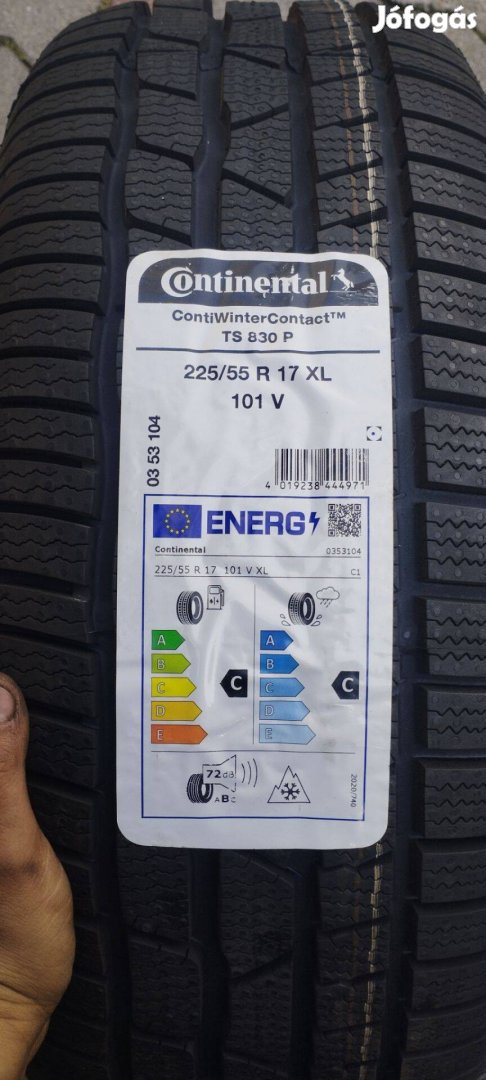 Jófogás
Continental
ContiWinterContact™
TS 830 P
225/55 R 17 XL
101 V
03 53 104
4 019238 444971
ENERG
Continental 0353104
225/55 R 17 101 V XL C1
A
B
C
D
E
C
A
B
C
D
E
C
72 dB
ABC
2020/740